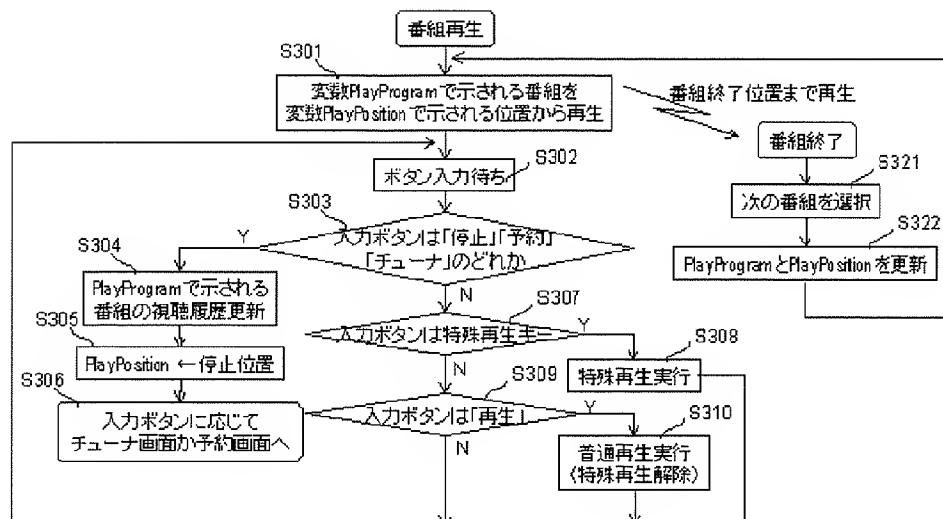 番組再生
S301
変数PlayProgramで示される番組を
変数PlayPositionで示される位置から再生
番組終了位置まで再生
番組終了
S302
ボタン入力待ち
S321
次の番組を選択
S303
入力ボタンは「停止」「予約」
「チューナ」のどれか
Y
N
S322
PlayProgramとPlayPositionを更新
S304
PlayProgramで示される
番組の視聴履歴更新
S305
PlayPosition ←停止位置
S306
入力ボタンに応じて
チューナ画面か予約画面へ
S307
入力ボタンは特殊再生キー
Y
N
S308
特殊再生実行
S309
入力ボタンは「再生」
Y
N
S310
普通再生実行
(特殊再生解除)